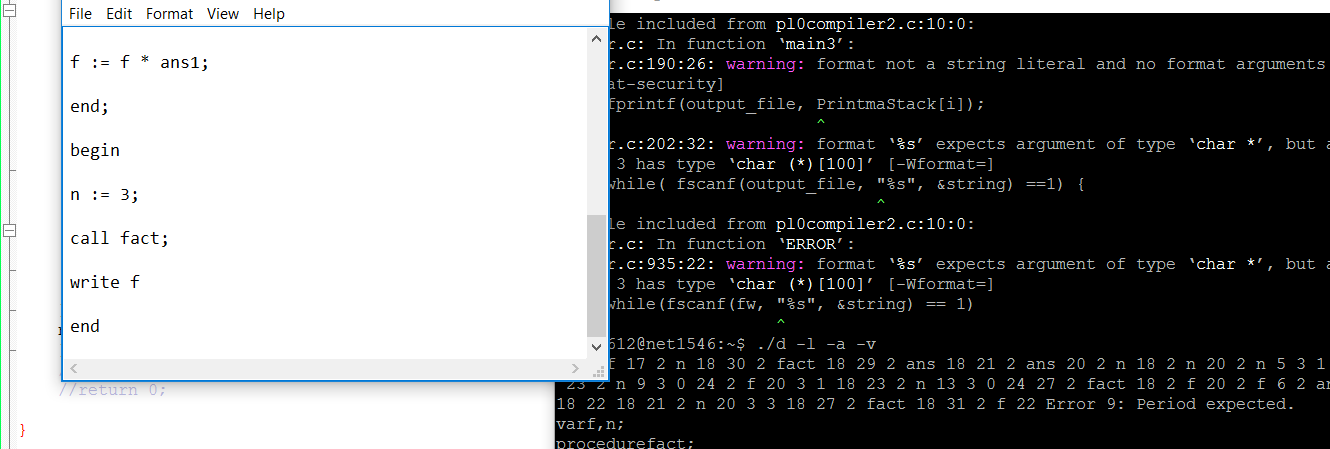 File Edit Format View Help
f := f * ans1;
end;
begin
n := 3;
call fact;
write f
end
//return 0;
}
le included from pl0compiler2.c:10:0:
r.c: In function ‘main3’:
r.c:190:26: warning: format not a string literal and no format arguments
at-security]
fprintf(output_file, PrintmaStack[i]);
^
r.c:202:32: warning: format ‘%s’ expects argument of type ‘char *’, but a
3 has type ‘char (*)[100]’ [-Wformat=]
while( fscanf(output_file, "%s", &string) ==1) {
^
le included from pl0compiler2.c:10:0:
r.c: In function ‘ERROR’:
r.c:935:22: warning: format ‘%s’ expects argument of type ‘char *’, but a
3 has type ‘char (*)[100]’ [-Wformat=]
while(fscanf(fw, "%s", &string) == 1)
^
612@net1546:~$ ./d -l -a -v
f 17 2 n 18 30 2 fact 18 29 2 ans 18 21 2 ans 20 2 n 18 2 n 20 2 n 5 3 1
23 2 n 9 3 0 24 2 f 20 3 1 18 23 2 n 13 3 0 24 27 2 fact 18 2 f 20 2 f 6 2 an
18 22 18 21 2 n 20 3 3 18 27 2 fact 18 31 2 f 22 Error 9: Period expected.
varf,n;
procedurefact;